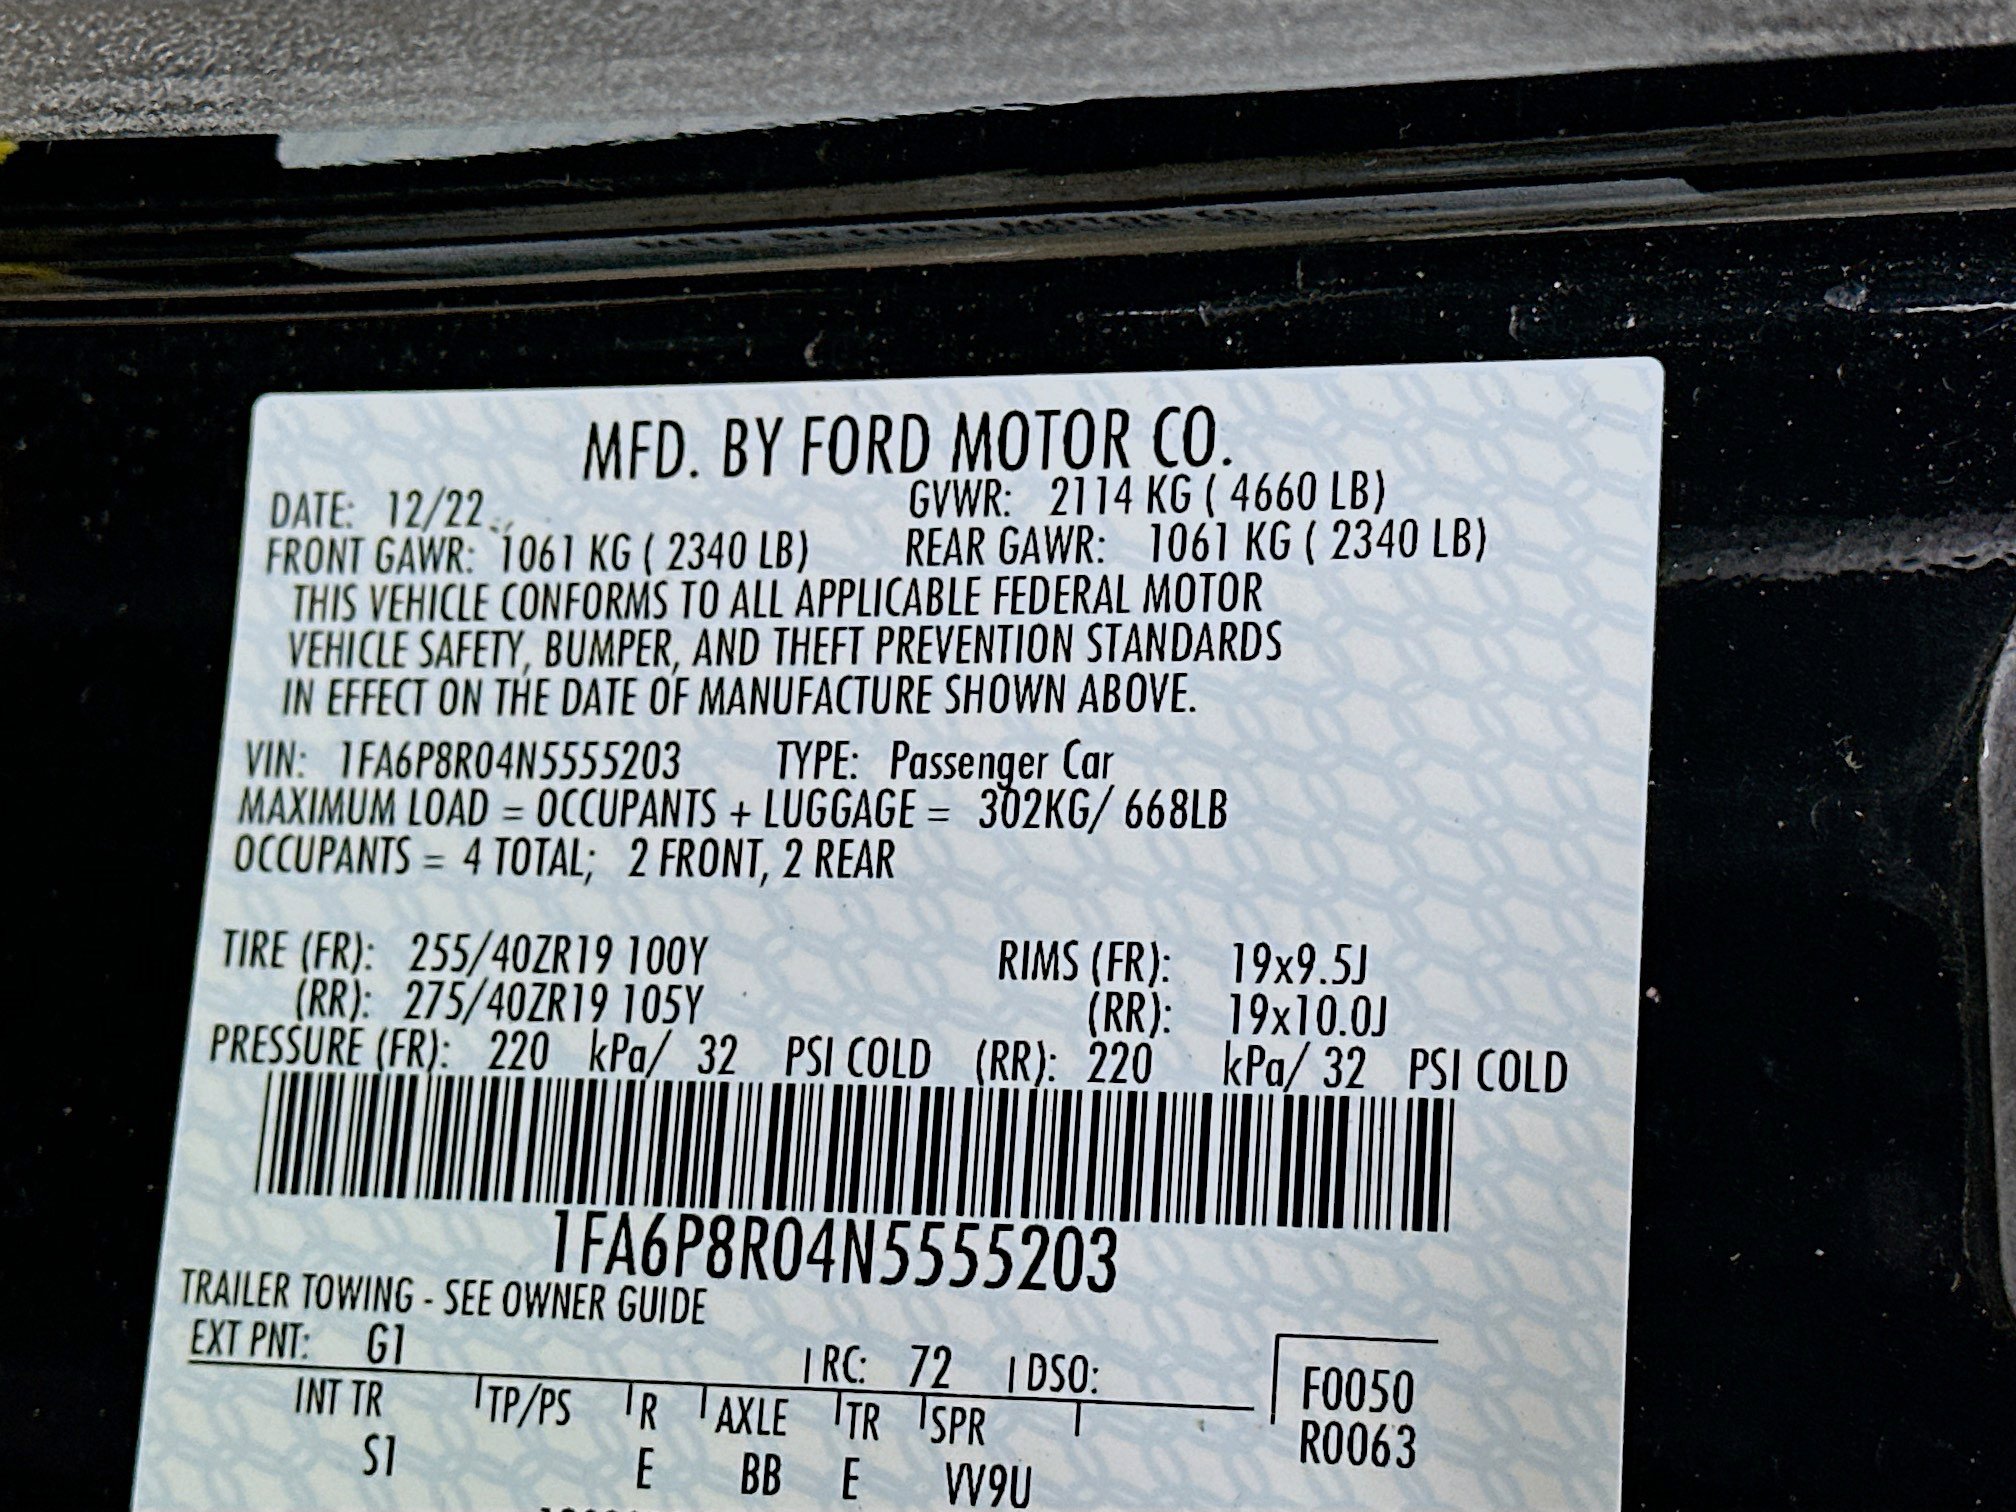 MFD. BY FORD MOTOR CO.
DATE: 12/22 GVWR: 2114 KG ( 4660 LB)
FRONT GAWR: 1061 KG ( 2340 LB) REAR GAWR: 1061 KG ( 2340 LB)
THIS VEHICLE CONFORMS TO ALL APPLICABLE FEDERAL MOTOR
VEHICLE SAFETY, BUMPER, AND THEFT PREVENTION STANDARDS
IN EFFECT ON THE DATE OF MANUFACTURE SHOWN ABOVE.
VIN: 1FA6P8R04N5555203 TYPE: Passenger Car
MAXIMUM LOAD = OCCUPANTS + LUGGAGE = 302KG/ 668LB
OCCUPANTS = 4 TOTAL; 2 FRONT, 2 REAR
TIRE (FR): 255/40ZR19 100Y RIMS (FR): 19x9.5J
(RR): 275/40ZR19 105Y (RR): 19x10.0J
PRESSURE (FR): 220 kPa/ 32 PSI COLD (RR): 220 kPa/ 32 PSI COLD
1FA6P8R04N5555203
TRAILER TOWING - SEE OWNER GUIDE
EXT PNT: G1 RC: 72 DSO: F0050
INT TR TP/PS R AXLE TR SPR R0063
S1 E BB E VV9U